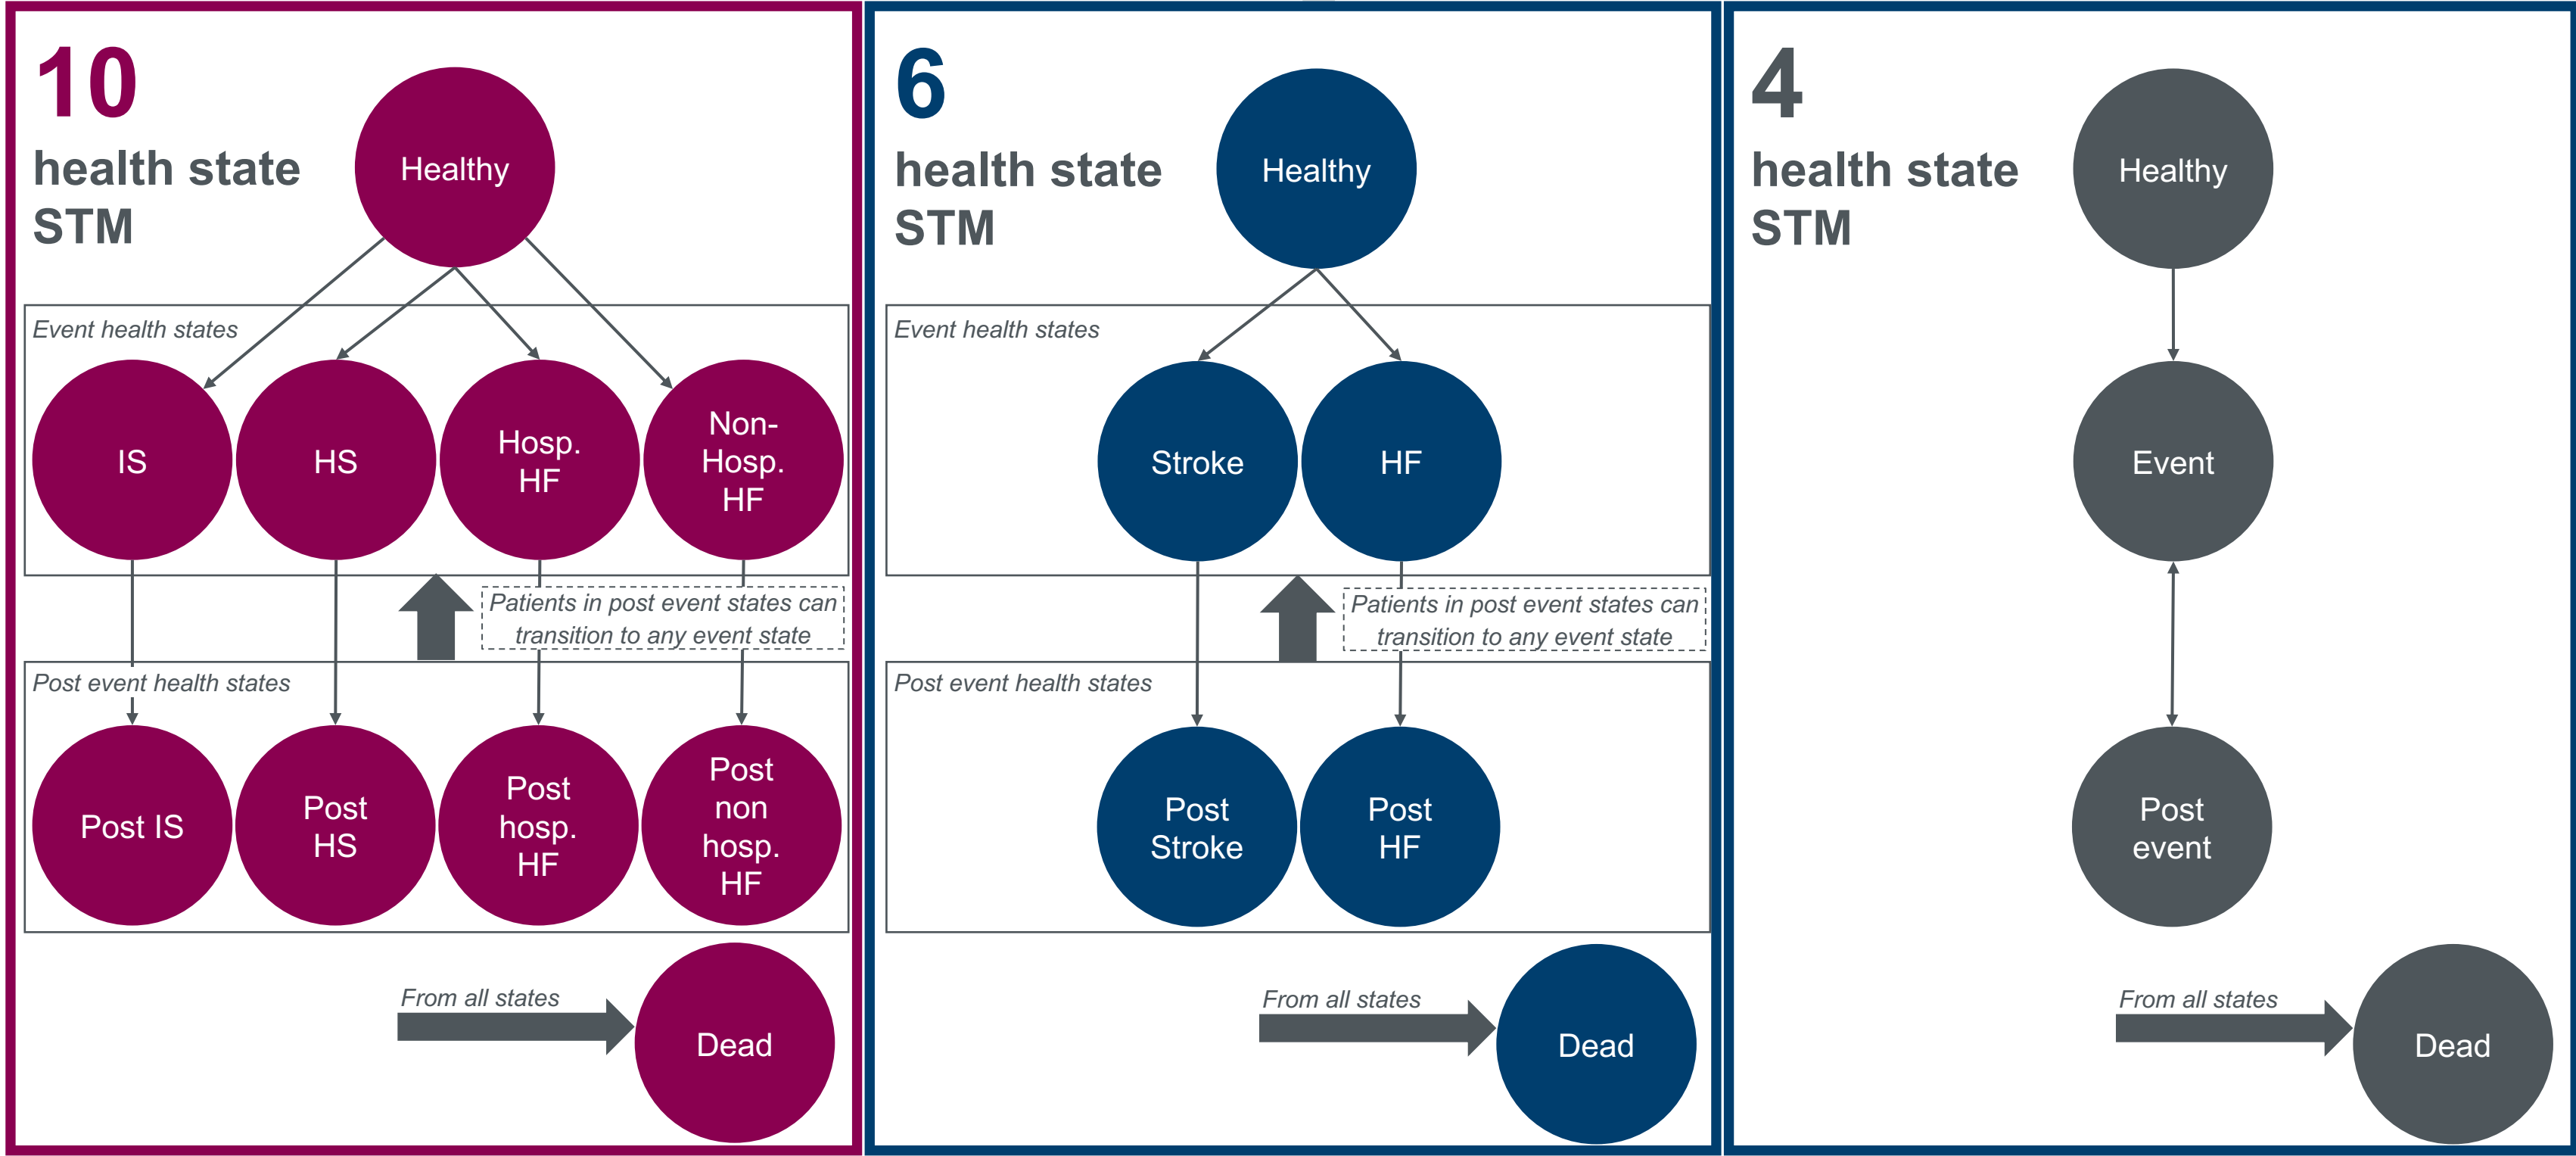 10
health state
STM
Healthy
Event health states
IS
HS
Hosp.
HF
Non-
Hosp.
HF
Patients in post event states can
transition to any event state
Post event health states
Post IS
Post
HS
Post
hosp.
HF
Post
non
hosp.
HF
From all states
Dead
6
health state
STM
Healthy
Event health states
Stroke
HF
Patients in post event states can
transition to any event state
Post event health states
Post
Stroke
Post
HF
From all states
Dead
4
health state
STM
Healthy
Event
Post
event
From all states
Dead